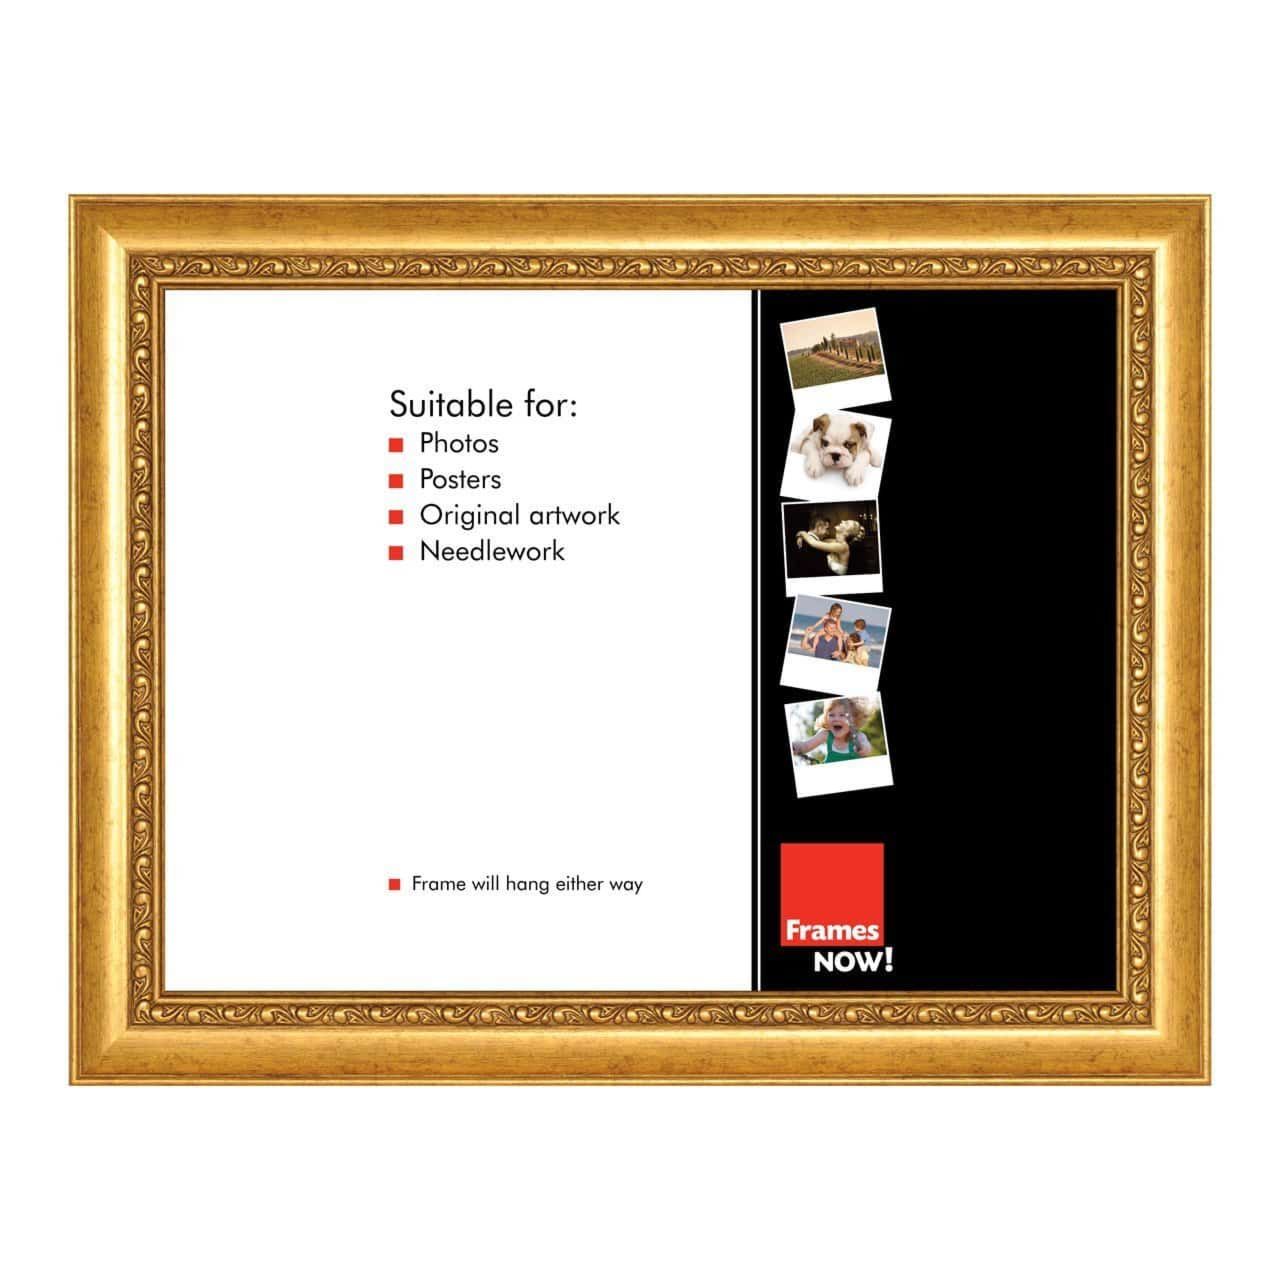 Suitable for:
Photos
Posters
Original artwork
Needlework
Frame will hang either way
Frames
NOW!